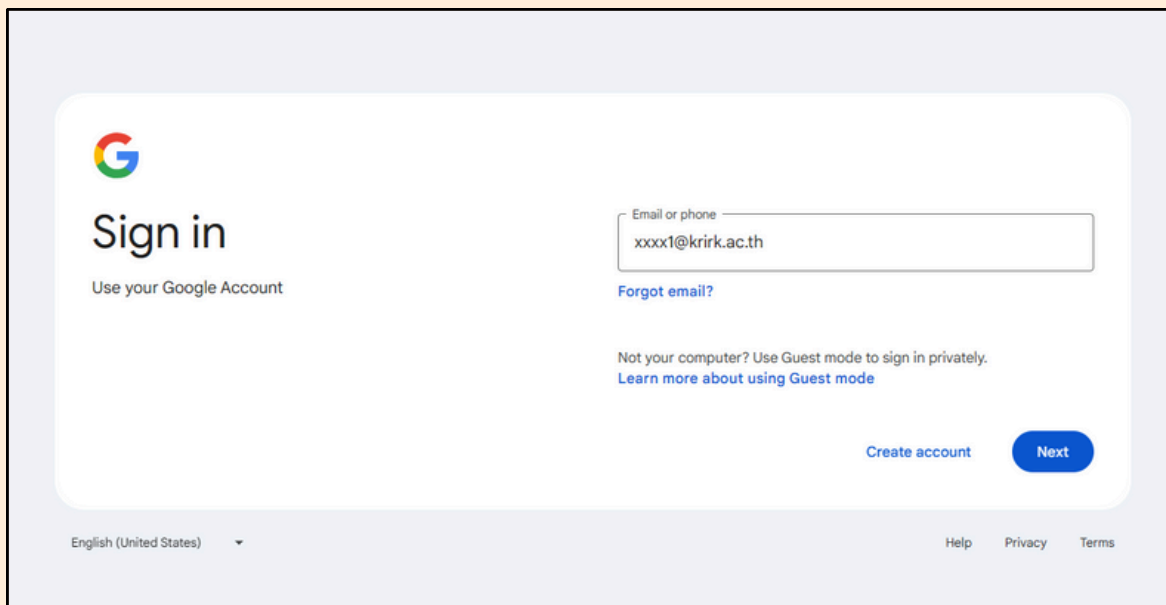 Sign in
Use your Google Account
Email or phone
xxxx1@krirk.ac.th
Forgot email?
Not your computer? Use Guest mode to sign in privately.
Learn more about using Guest mode
Create account
Next
English (United States)
Help
Privacy
Terms